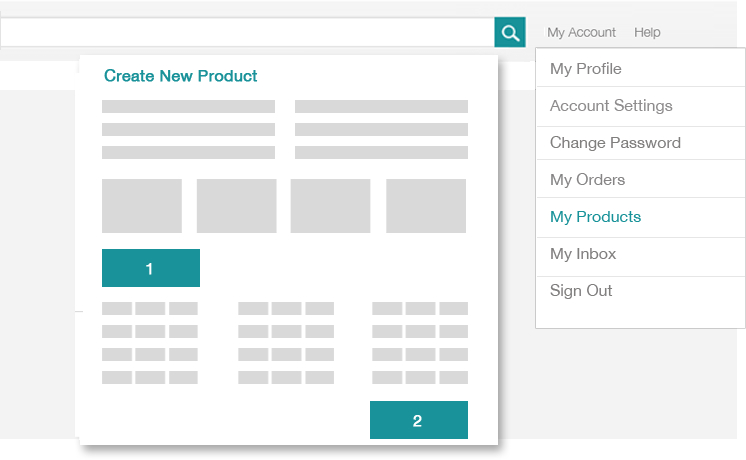 My Account Help
Create New Product
1
2
My Profile
Account Settings
Change Password
My Orders
My Products
My Inbox
Sign Out